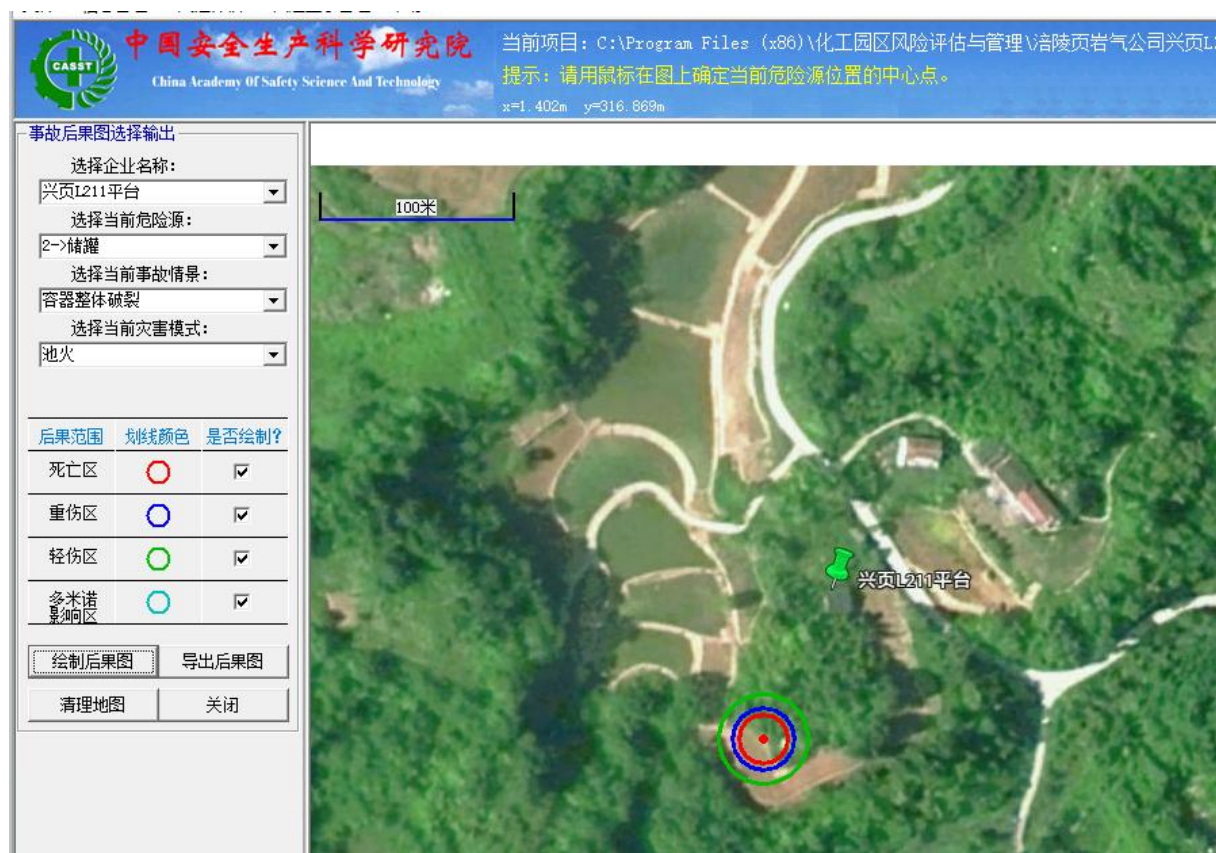 CASST
中国安全生产科学研究院
China Academy Of Safety Science And Technology
当前项目：C:\Program Files (x86)\化工园区风险评估与管理\涪陵页岩气公司兴页L2
提示：请用鼠标在图上确定当前危险源位置的中心点。
x=1.402m y=316.869m
事故后果图选择输出
选择企业名称：
兴页L211平台
选择当前危险源：
2->储罐
选择当前事故情景：
容器整体破裂
选择当前灾害模式：
池火
后果范围 划线颜色 是否绘制?
死亡区
重伤区
轻伤区
多米诺
影响区
绘制后果图 导出后果图
清理地图 关闭
100米
兴页L211平台